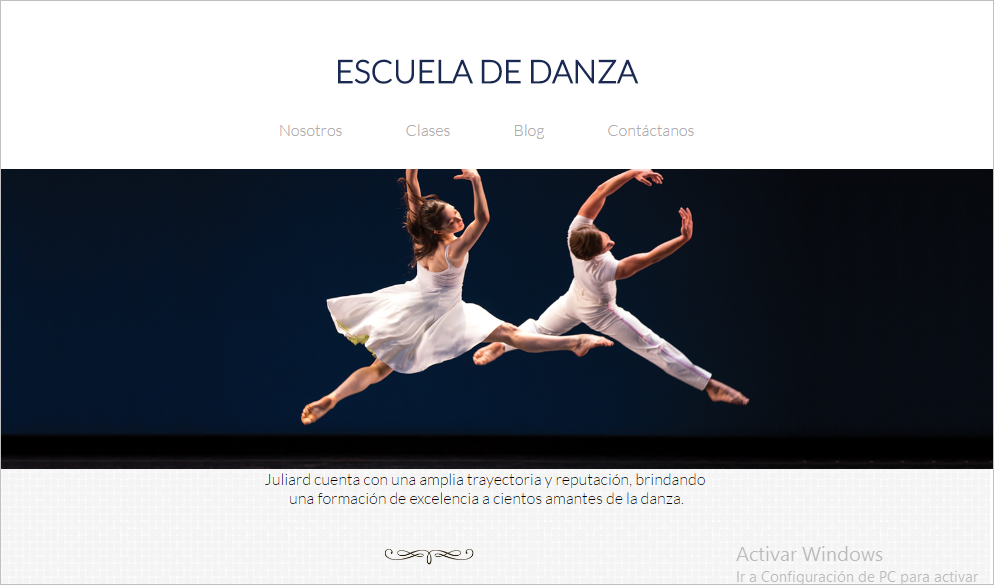 ESCUELA DE DANZA
Nosotros Clases Blog Contáctanos
Juliard cuenta con una amplia trayectoria y reputación, brindando
una formación de excelencia a cientos amantes de la danza.
Activar Windows
Ir a Configuración de PC para activar